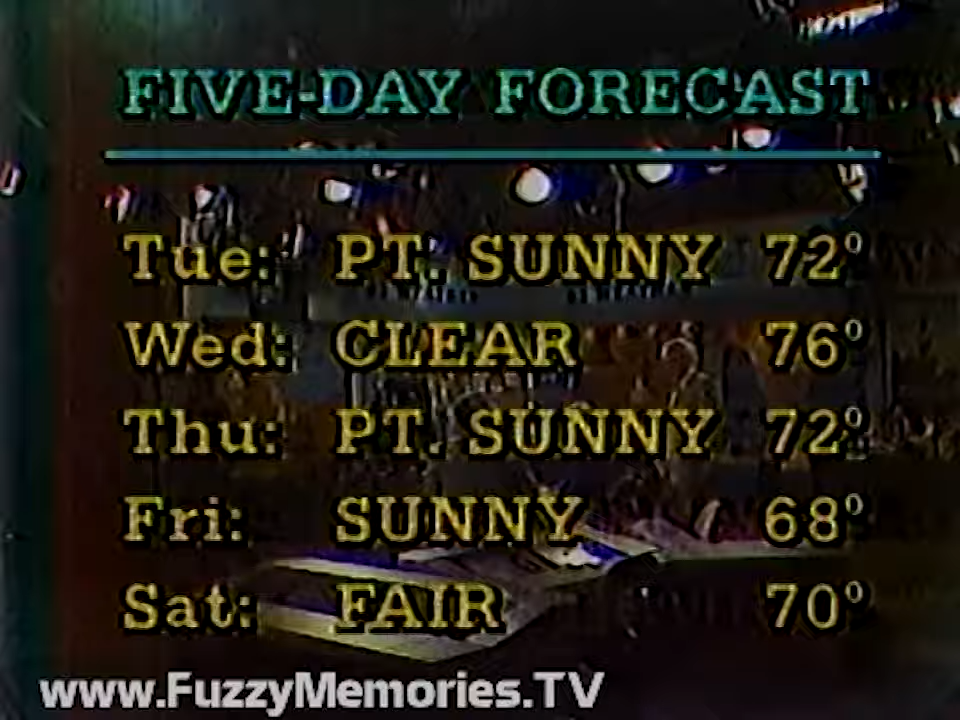 FIVE-DAY FORECAST
Tue: PT. SUNNY 72°
Wed: CLEAR 76°
Thu: PT. SUNNY 72°
Fri: SUNNY 68°
Sat: FAIR 70°
www.FuzzyMemories.TV